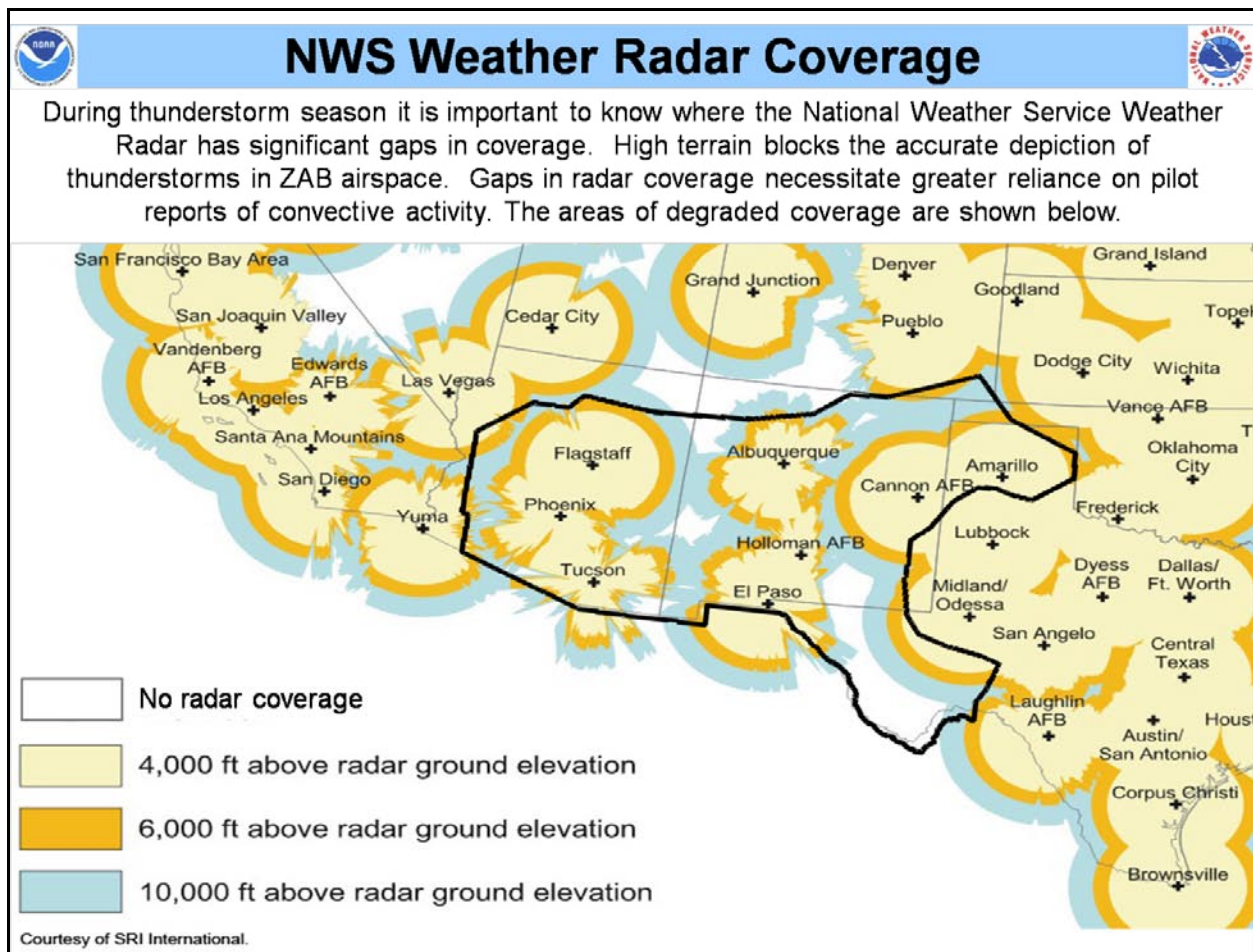 NWS Weather Radar Coverage
During thunderstorm season it is important to know where the National Weather Service Weather
Radar has significant gaps in coverage. High terrain blocks the accurate depiction of
thunderstorms in ZAB airspace. Gaps in radar coverage necessitate greater reliance on pilot
reports of convective activity. The areas of degraded coverage are shown below.
San Francisco Bay Area
Grand Junction
Denver
Grand Island
Goodland
San Joaquin Valley
Cedar City
Pueblo
Topek
Vandenberg
AFB
Edwards
AFB
Las Vegas
Dodge City
Wichita
Los Angeles
Vance AFB
Santa Ana Mountains
Flagstaff
Albuquerque
Amarillo
Oklahoma
City
San Diego
Cannon AFB
Yuma
Phoenix
Frederick
Holloman AFB
Lubbock
Tucson
El Paso
Midland/
Odessa
Dyess
AFB
Dallas/
Ft. Worth
San Angelo
Central
Texas
Laughlin
AFB
Houst
Austin/
San Antonio
Corpus Christi
Brownsville
No radar coverage
4,000 ft above radar ground elevation
6,000 ft above radar ground elevation
10,000 ft above radar ground elevation
Courtesy of SRI International.